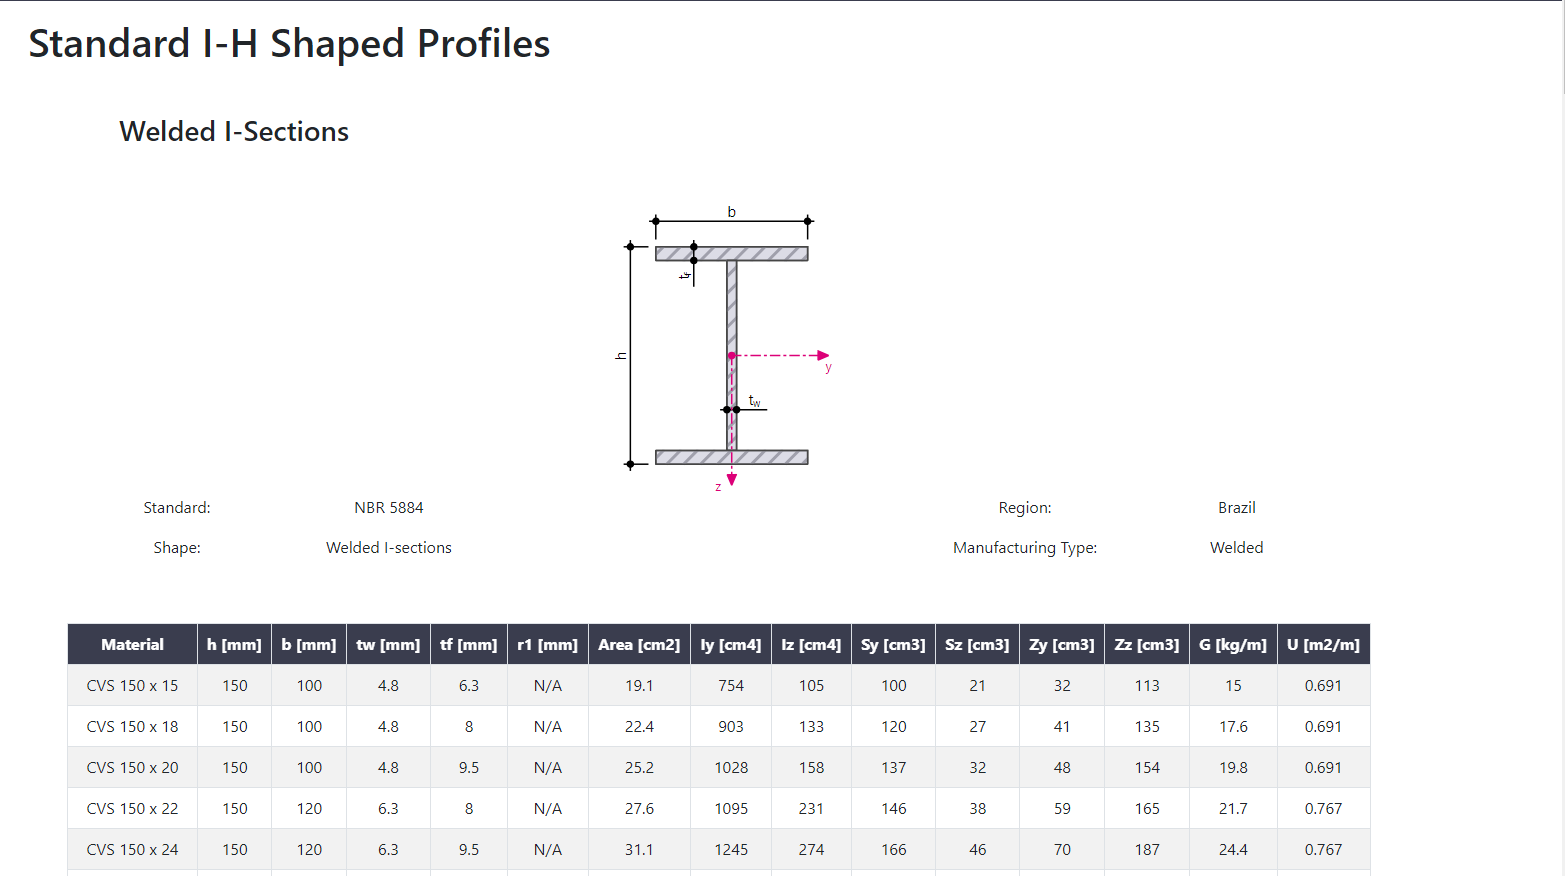 Standard I-H Shaped Profiles
Welded I-Sections
b
tf
h
y
tw
z
Standard: NBR 5884 Region: Brazil
Shape: Welded I-sections Manufacturing Type: Welded
Material h [mm] b [mm] tw [mm] tf [mm] r1 [mm] Area [cm2] Iy [cm4] Iz [cm4] Sy [cm3] Sz [cm3] Zy [cm3] Zz [cm3] G [kg/m] U [m2/m]
CVS 150 x 15 150 100 4.8 6.3 N/A 19.1 754 105 100 21 32 113 15 0.691
CVS 150 x 18 150 100 4.8 8 N/A 22.4 903 133 120 27 41 135 17.6 0.691
CVS 150 x 20 150 100 4.8 9.5 N/A 25.2 1028 158 137 32 48 154 19.8 0.691
CVS 150 x 22 150 120 6.3 8 N/A 27.6 1095 231 146 38 59 165 21.7 0.767
CVS 150 x 24 150 120 6.3 9.5 N/A 31.1 1245 274 166 46 70 187 24.4 0.767